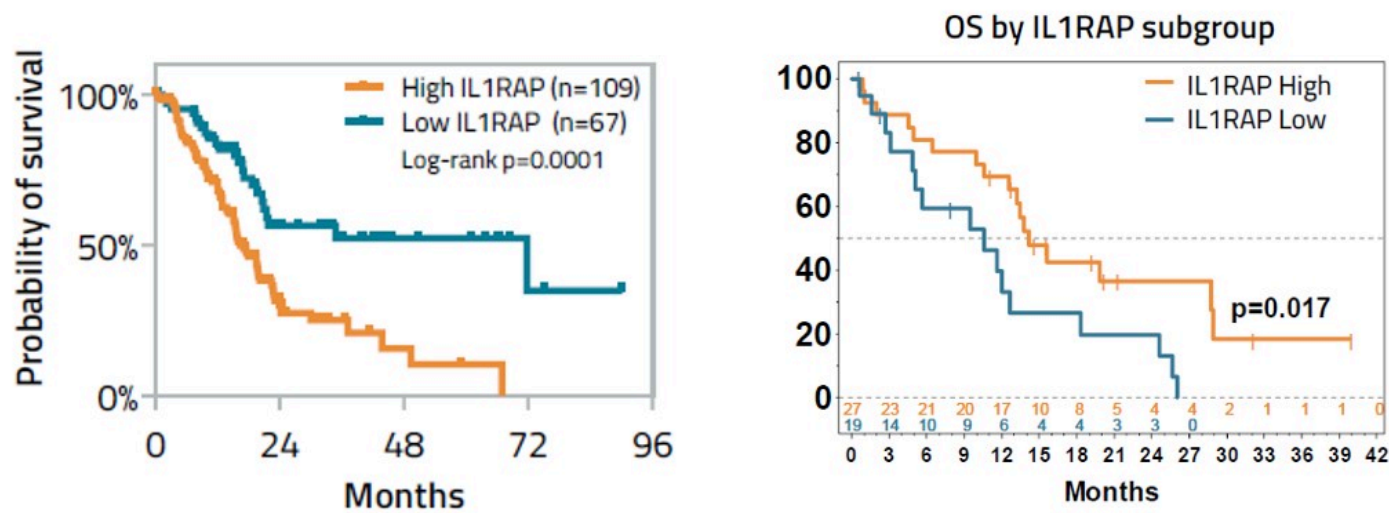 Probability of survival
100%
50%
0%
High IL1RAP (n=109)
Low IL1RAP (n=67)
Log-rank p=0.0001
0 24 48 72 96
Months
OS by IL1RAP subgroup
100
80
60
40
20
0
IL1RAP High
IL1RAP Low
p=0.017
27 23 21 20 17 10 8 5 4 4 2 1 1 1 0
19 14 10 9 6 4 4 3 3 0
0 3 6 9 12 15 18 21 24 27 30 33 36 39 42
Months